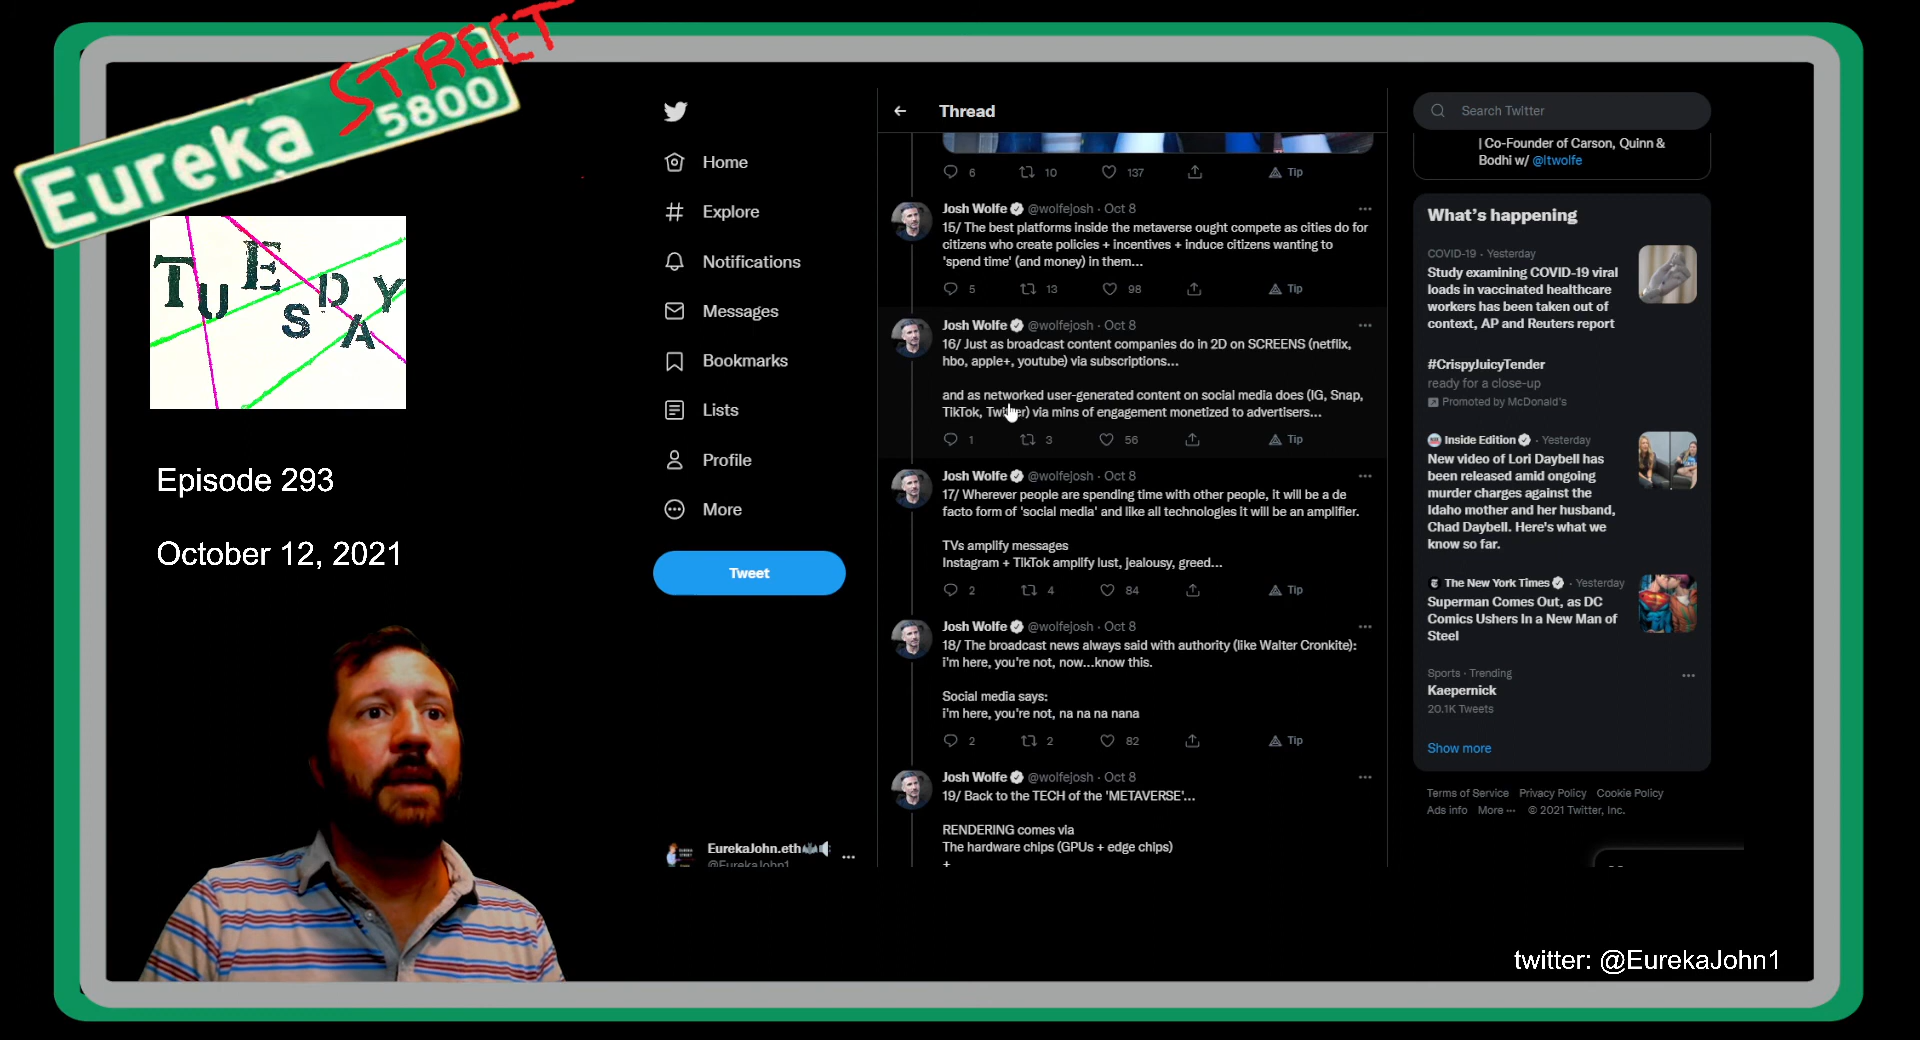 Eureka
STREET
5800
TUESDAY
Episode 293
October 12, 2021
Home
Explore
Notifications
Messages
Bookmarks
Lists
Profile
More
Tweet
EurekaJohn.eth
@EurekaJohn1
Thread
6 10 137 Tip
Josh Wolfe @wolfejosh · Oct 8
15/ The best platforms inside the metaverse ought compete as cities do for
citizens who create policies + incentives + induce citizens wanting to
'spend time' (and money) in them...
5 13 98 Tip
Josh Wolfe @wolfejosh · Oct 8
16/ Just as broadcast content companies do in 2D on SCREENS (netflix,
hbo, apple+, youtube) via subscriptions...
and as networked user-generated content on social media does (IG, Snap,
TikTok, Twitter) via mins of engagement monetized to advertisers...
1 3 56 Tip
Josh Wolfe @wolfejosh · Oct 8
17/ Wherever people are spending time with other people, it will be a de
facto form of 'social media' and like all technologies it will be an amplifier.
TVs amplify messages
Instagram + TikTok amplify lust, jealousy, greed...
2 4 84 Tip
Josh Wolfe @wolfejosh · Oct 8
18/ The broadcast news always said with authority (like Walter Cronkite):
i'm here, you're not, now...know this.
Social media says:
i'm here, you're not, na na na nana
2 2 82 Tip
Josh Wolfe @wolfejosh · Oct 8
19/ Back to the TECH of the 'METAVERSE'...
RENDERING comes via
The hardware chips (GPUs + edge chips)
+
Search Twitter
| Co-Founder of Carson, Quinn &
Bodhi w/ @ltwolfe
What's happening
COVID-19 · Yesterday
Study examining COVID-19 viral
loads in vaccinated healthcare
workers has been taken out of
context, AP and Reuters report
#CrispyJuicyTender
ready for a close-up
Promoted by McDonald's
Inside Edition · Yesterday
New video of Lori Daybell has
been released amid ongoing
murder charges against the
Idaho mother and her husband,
Chad Daybell. Here's what we
know so far.
The New York Times · Yesterday
Superman Comes Out, as DC
Comics Ushers In a New Man of
Steel
Sports · Trending
Kaepernick
20.1K Tweets
Show more
Terms of Service Privacy Policy Cookie Policy
Ads info More ··· © 2021 Twitter, Inc.
twitter: @EurekaJohn1